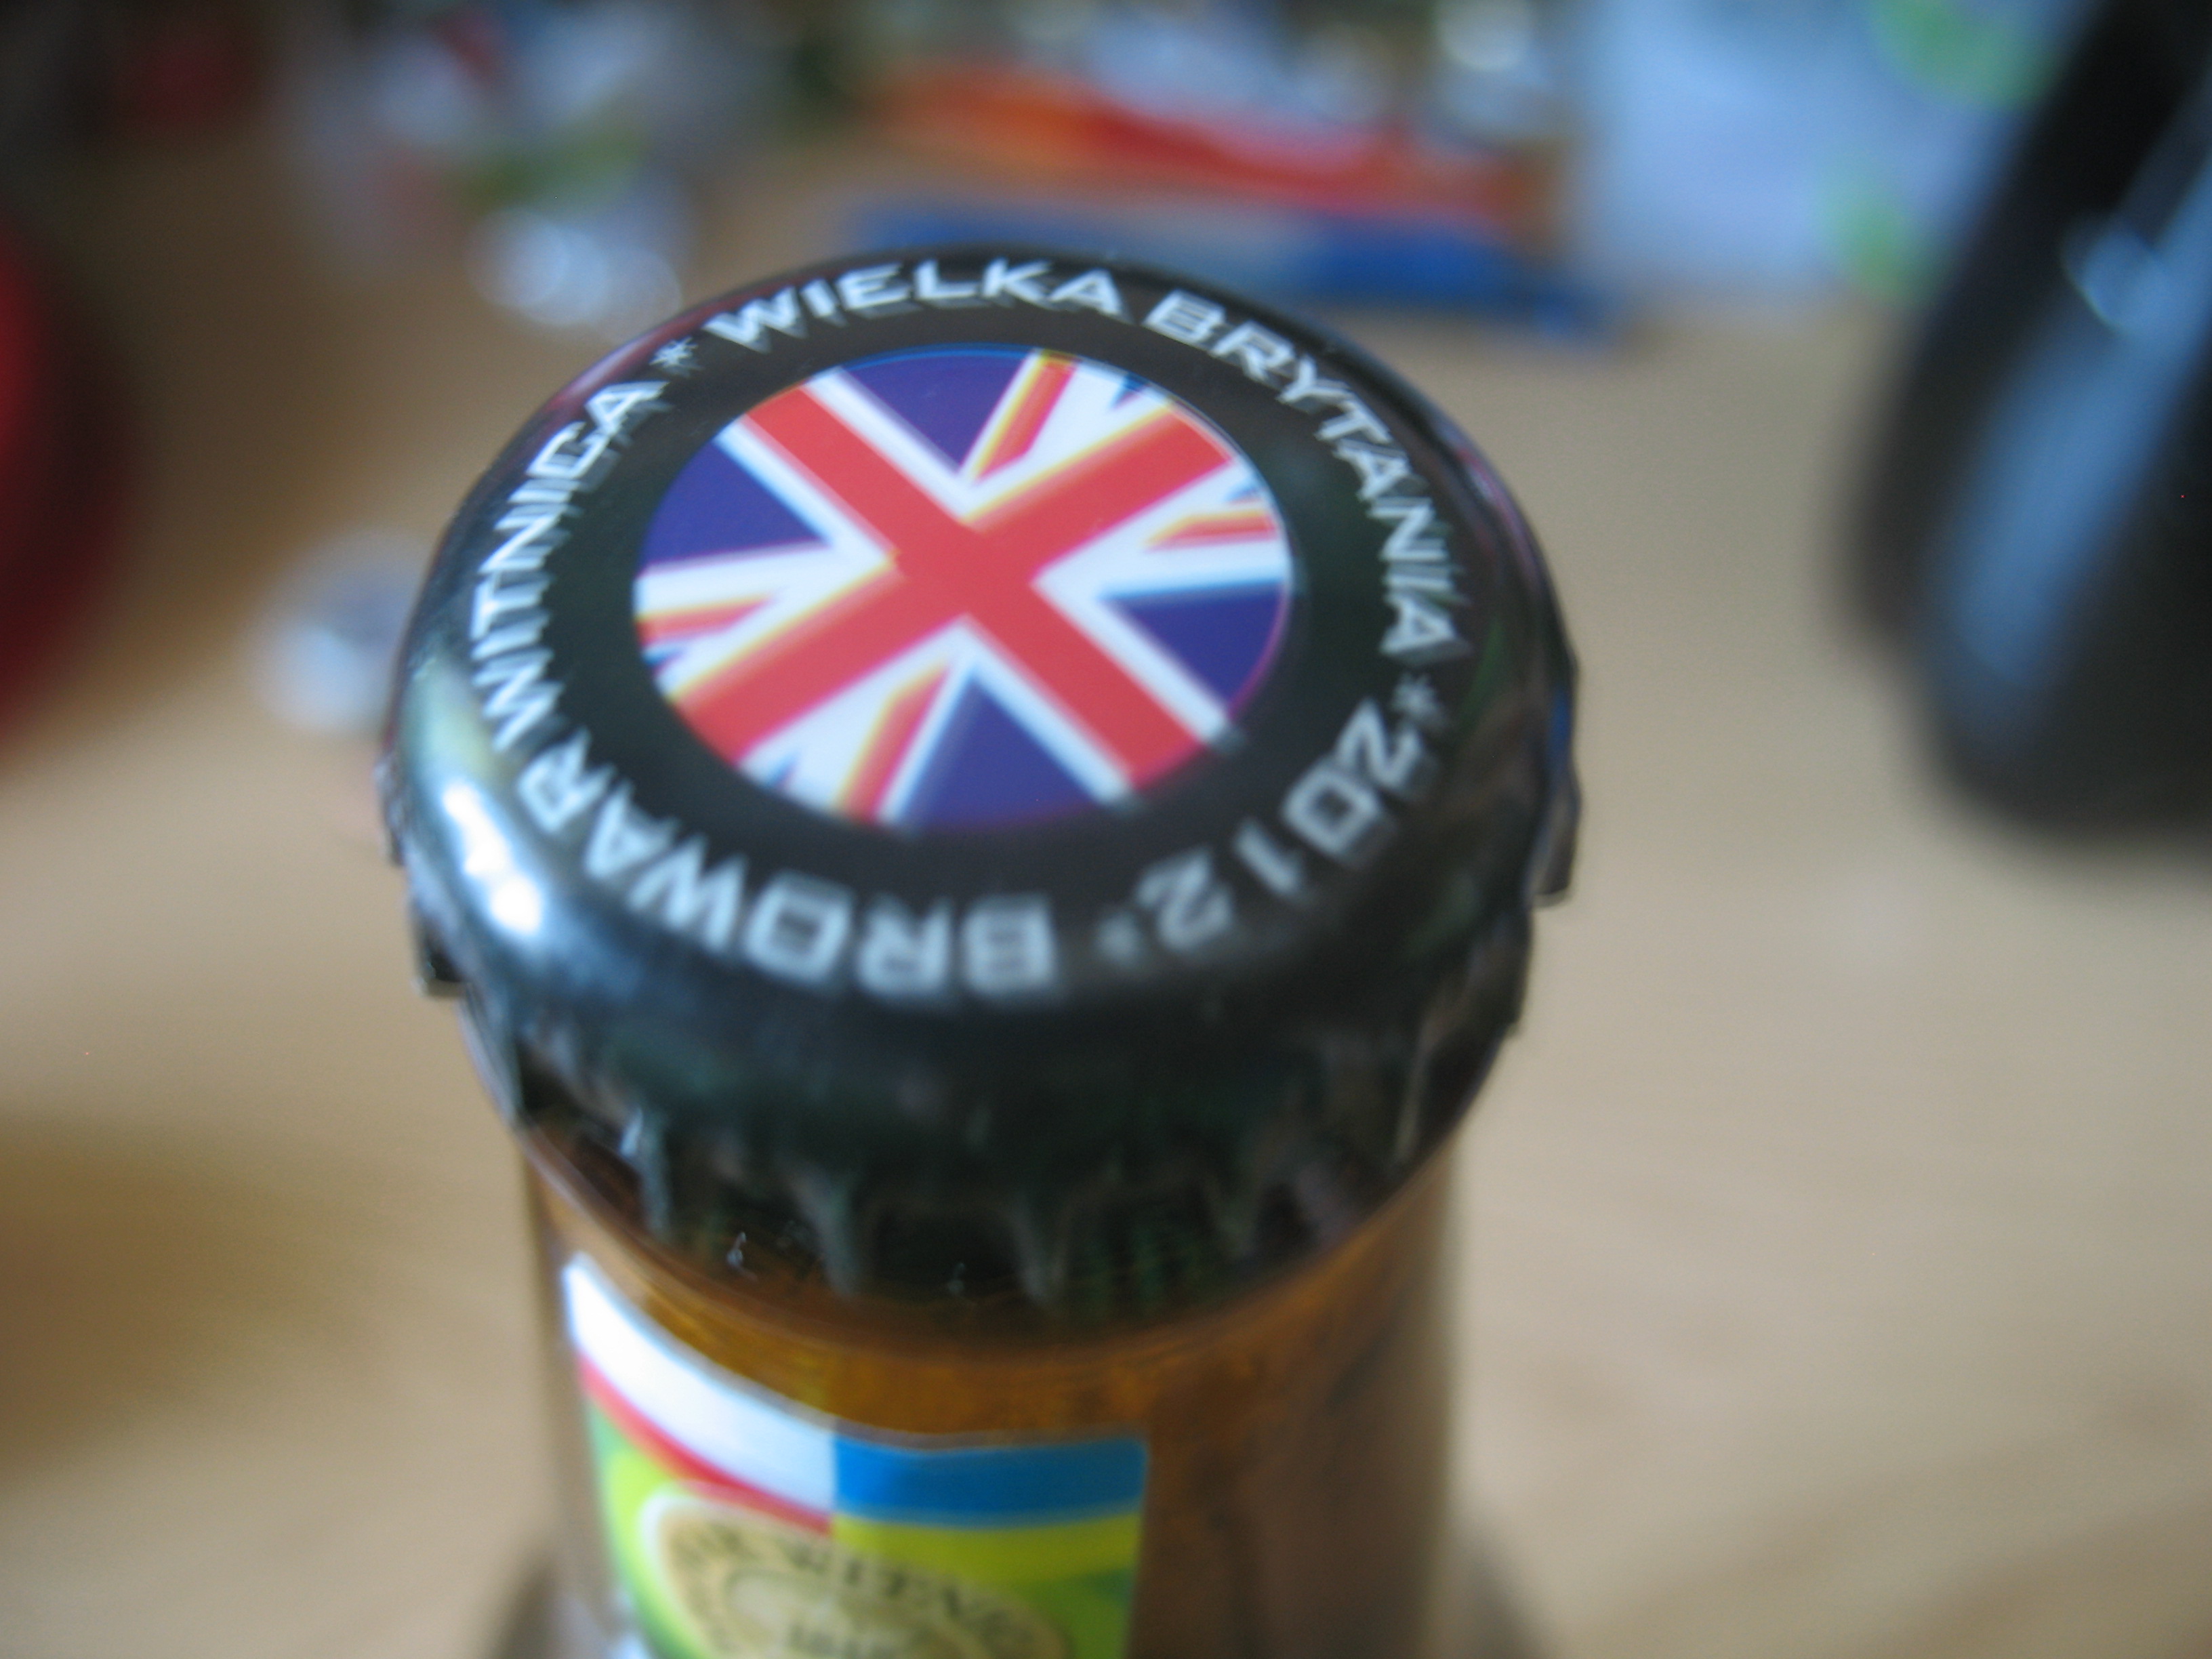 * WIELKA BRYTANIA * 2012 * BROWAR WITNICA